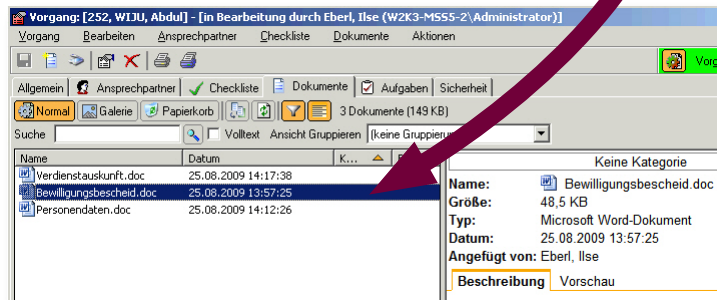 Vorgang: [252, WIJU, Abdul] - [in Bearbeitung durch Eberl, Ilse (W2K3-MS55-2\Administrator)]
Vorgang Bearbeiten Ansprechpartner Checkliste Dokumente Aktionen
Vorg
Allgemein Ansprechpartner Checkliste Dokumente Aufgaben Sicherheit
Normal Galerie Papierkorb 3 Dokumente (149 KB)
Suche Volltext Ansicht Gruppieren (keine Gruppieru
Name Datum K...
Keine Kategorie
Verdienstauskunft.doc 25.08.2009 14:17:38
Bewilligungsbescheid.doc 25.08.2009 13:57:25
Personendaten.doc 25.08.2009 14:12:26
Name: Bewilligungsbescheid.doc
Größe: 48,5 KB
Typ: Microsoft Word-Dokument
Datum: 25.08.2009 13:57:25
Angefügt von: Eberl, Ilse
Beschreibung Vorschau